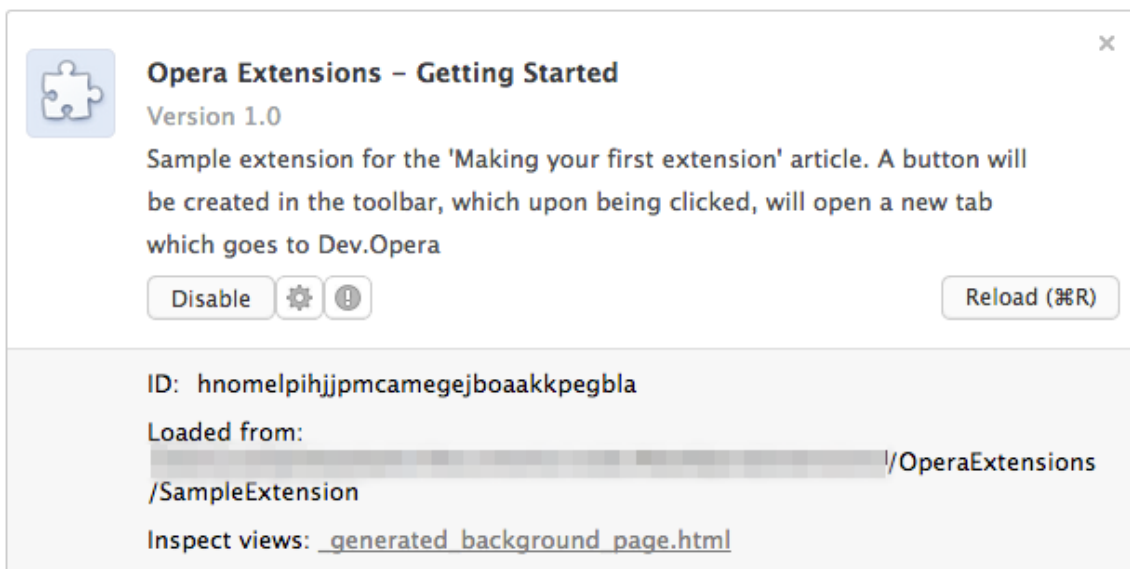 Opera Extensions – Getting Started
Version 1.0
Sample extension for the 'Making your first extension' article. A button will
be created in the toolbar, which upon being clicked, will open a new tab
which goes to Dev.Opera
Disable
Reload (⌘R)
ID: hnomelpihjjpmcamegejboaakkpegbla
Loaded from:
/OperaExtensions
/SampleExtension
Inspect views: _generated_background_page.html